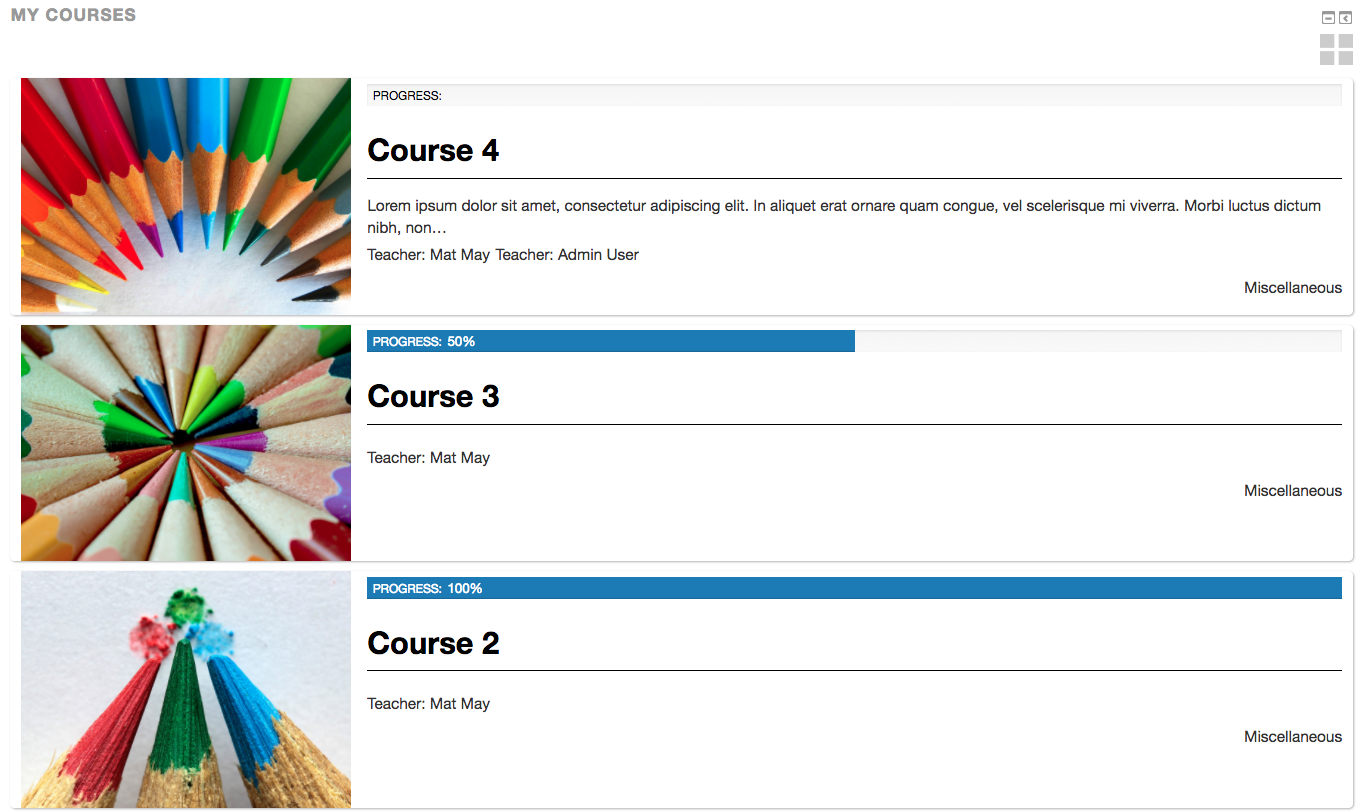 MY COURSES
PROGRESS:
Course 4
Lorem ipsum dolor sit amet, consectetur adipiscing elit. In aliquet erat ornare quam congue, vel scelerisque mi viverra. Morbi luctus dictum
nibh, non…
Teacher: Mat May Teacher: Admin User
Miscellaneous
PROGRESS: 50%
Course 3
Teacher: Mat May
Miscellaneous
PROGRESS: 100%
Course 2
Teacher: Mat May
Miscellaneous